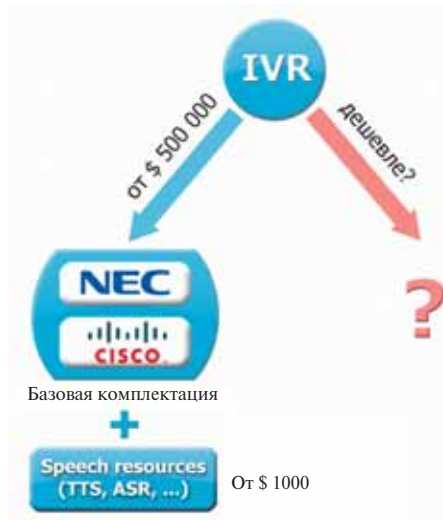 IVR
от $ 500 000
дешевле?
NEC
CISCO
?
Базовая комплектация
+
Speech resources
(TTS, ASR, ...)
От $ 1000